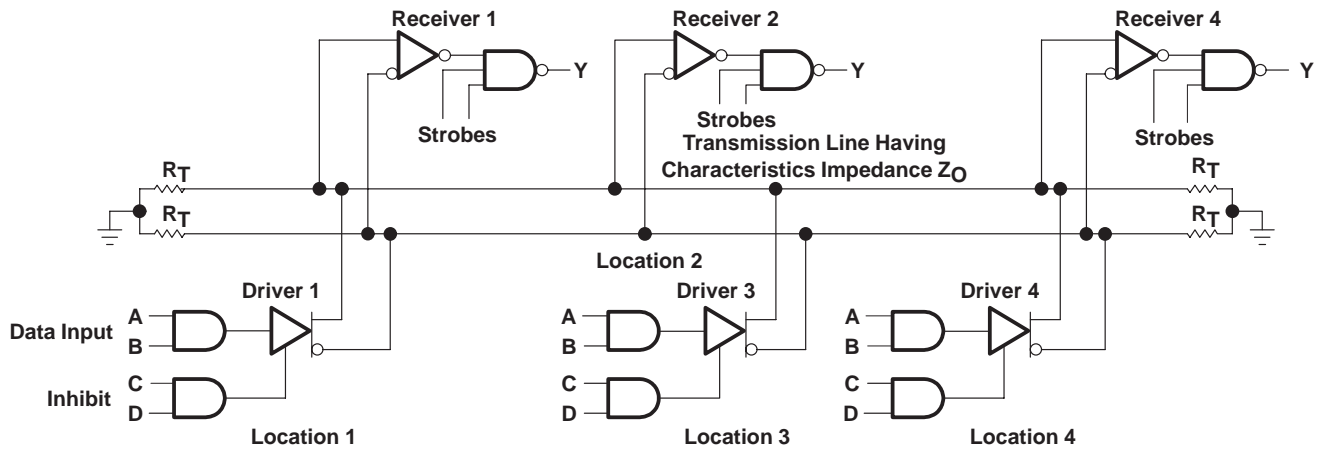 Receiver 1
Receiver 2
Receiver 4
Y
Y
Y
Strobes
Strobes
Strobes
Transmission Line Having
Characteristics Impedance ZO
RT
RT
RT
RT
Location 2
Driver 1
Driver 3
Driver 4
Data Input
A
B
A
B
A
B
Inhibit
C
D
C
D
C
D
Location 1
Location 3
Location 4